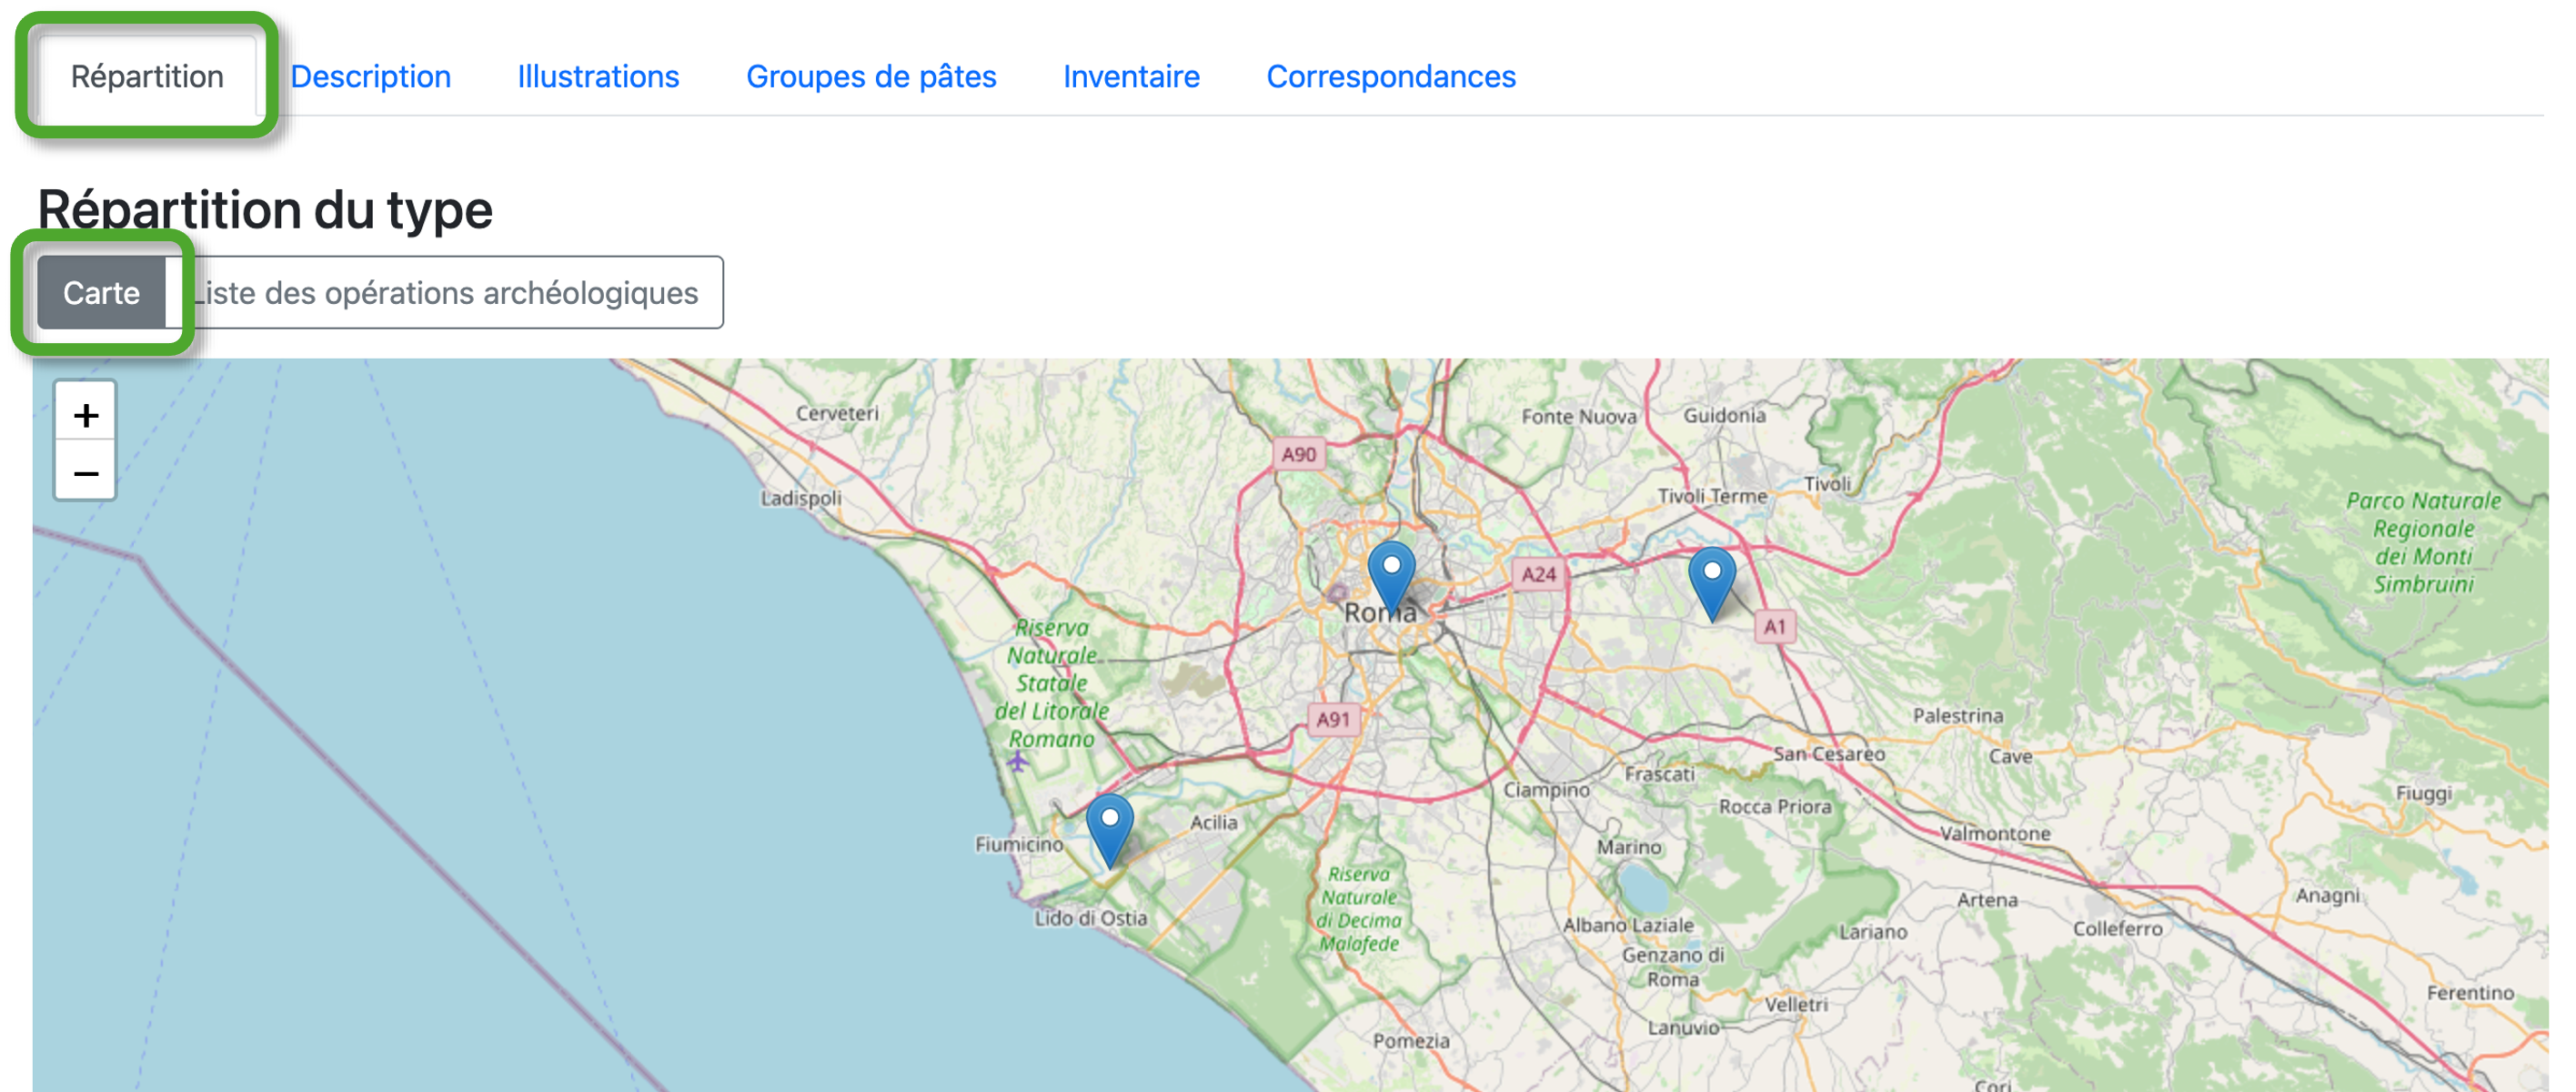 Répartition
Description
Illustrations
Groupes de pâtes
Inventaire
Correspondances
Répartition du type
Carte
Liste des opérations archéologiques
+
−
Cerveteri
Fonte Nuova
Guidonia
A90
Ladispoli
Tivoli Terme
Tivoli
Parco Naturale
Regionale
dei Monti
Simbruini
A24
Roma
A1
Riserva
Naturale
Statale
del Litorale
Romano
A91
Palestrina
San Cesareo
Cave
Frascati
Ciampino
Rocca Priora
Fiuggi
Acilia
Fiumicino
Valmontone
Marino
Riserva
Naturale
di Decima
Malafede
Anagni
Artena
Lido di Ostia
Albano Laziale
Lariano
Colleferro
Genzano di
Roma
Ferentino
Velletri
Lanuvio
Pomezia
Cori